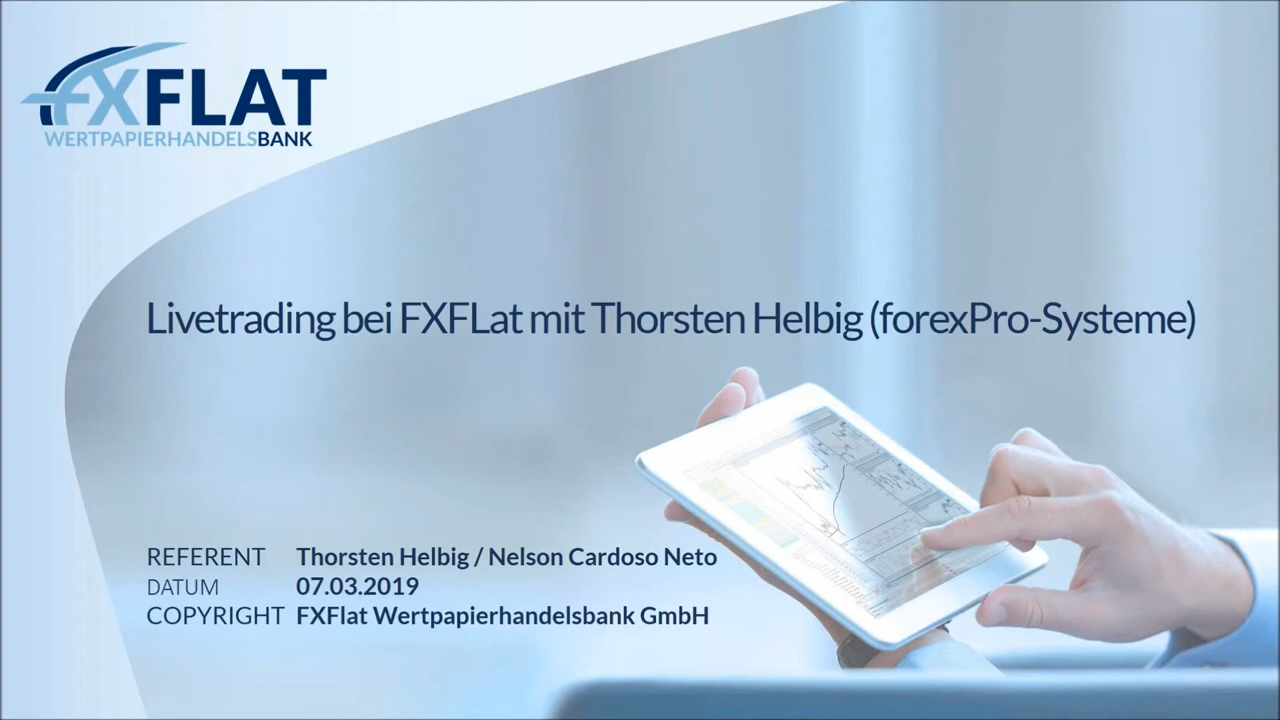 FXFLAT
WERTPAPIERHANDELSBANK
Livetrading bei FXFLat mit Thorsten Helbig (forexPro-Systeme)
REFERENT Thorsten Helbig / Nelson Cardoso Neto
DATUM 07.03.2019
COPYRIGHT FXFlat Wertpapierhandelsbank GmbH